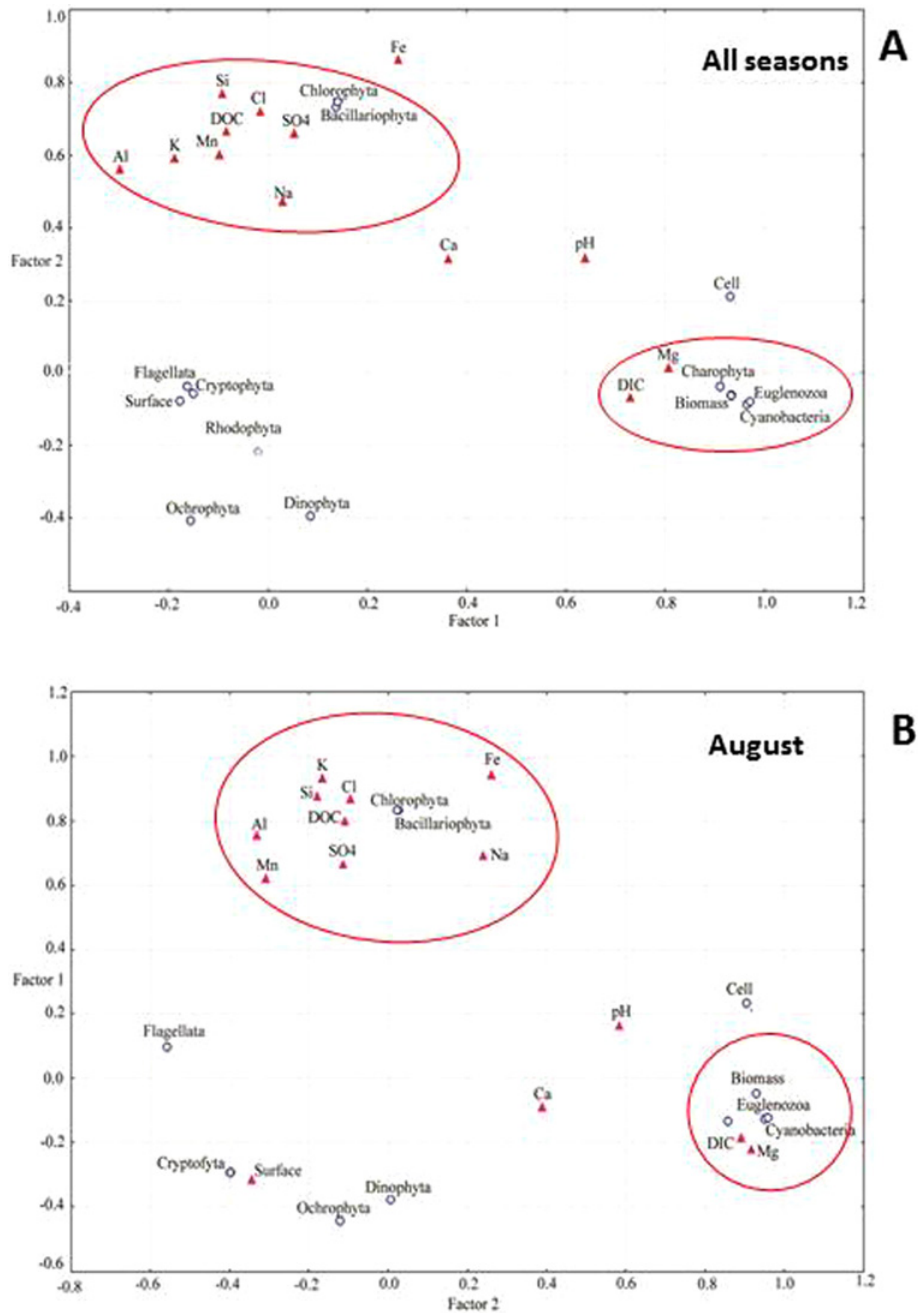 A
All seasons
1.0
0.8
0.6
0.4
Factor 2
0.2
0.0
-0.2
-0.4
Fe
Si
Cl
Chlorophyta
Bacillariophyta
DOC
SO4
Mn
K
Al
Na
Ca
pH
Cell
Mg
Charophyta
DIC
Biomass
Euglenozoa
Cyanobacteria
Flagellata
Cryptophyta
Surface
Rhodophyta
Ochrophyta
Dinophyta
-0.4 -0.2 0.0 0.2 0.4 0.6 0.8 1.0 1.2
Factor 1
B
August
1.2
1.0
0.8
0.6
0.4
Factor 1
0.2
0.0
-0.2
-0.4
-0.6
K
Fe
Si
Cl
Chlorophyta
DOC
Bacillariophyta
Al
SO4
Na
Mn
Cell
pH
Flagellata
Biomass
Ca
Euglenozoa
Cyanobacteria
DIC
Mg
Cryptofyta
Surface
Dinophyta
Ochrophyta
-0.8 -0.6 -0.4 -0.2 0.0 0.2 0.4 0.6 0.8 1.0 1.2
Factor 2